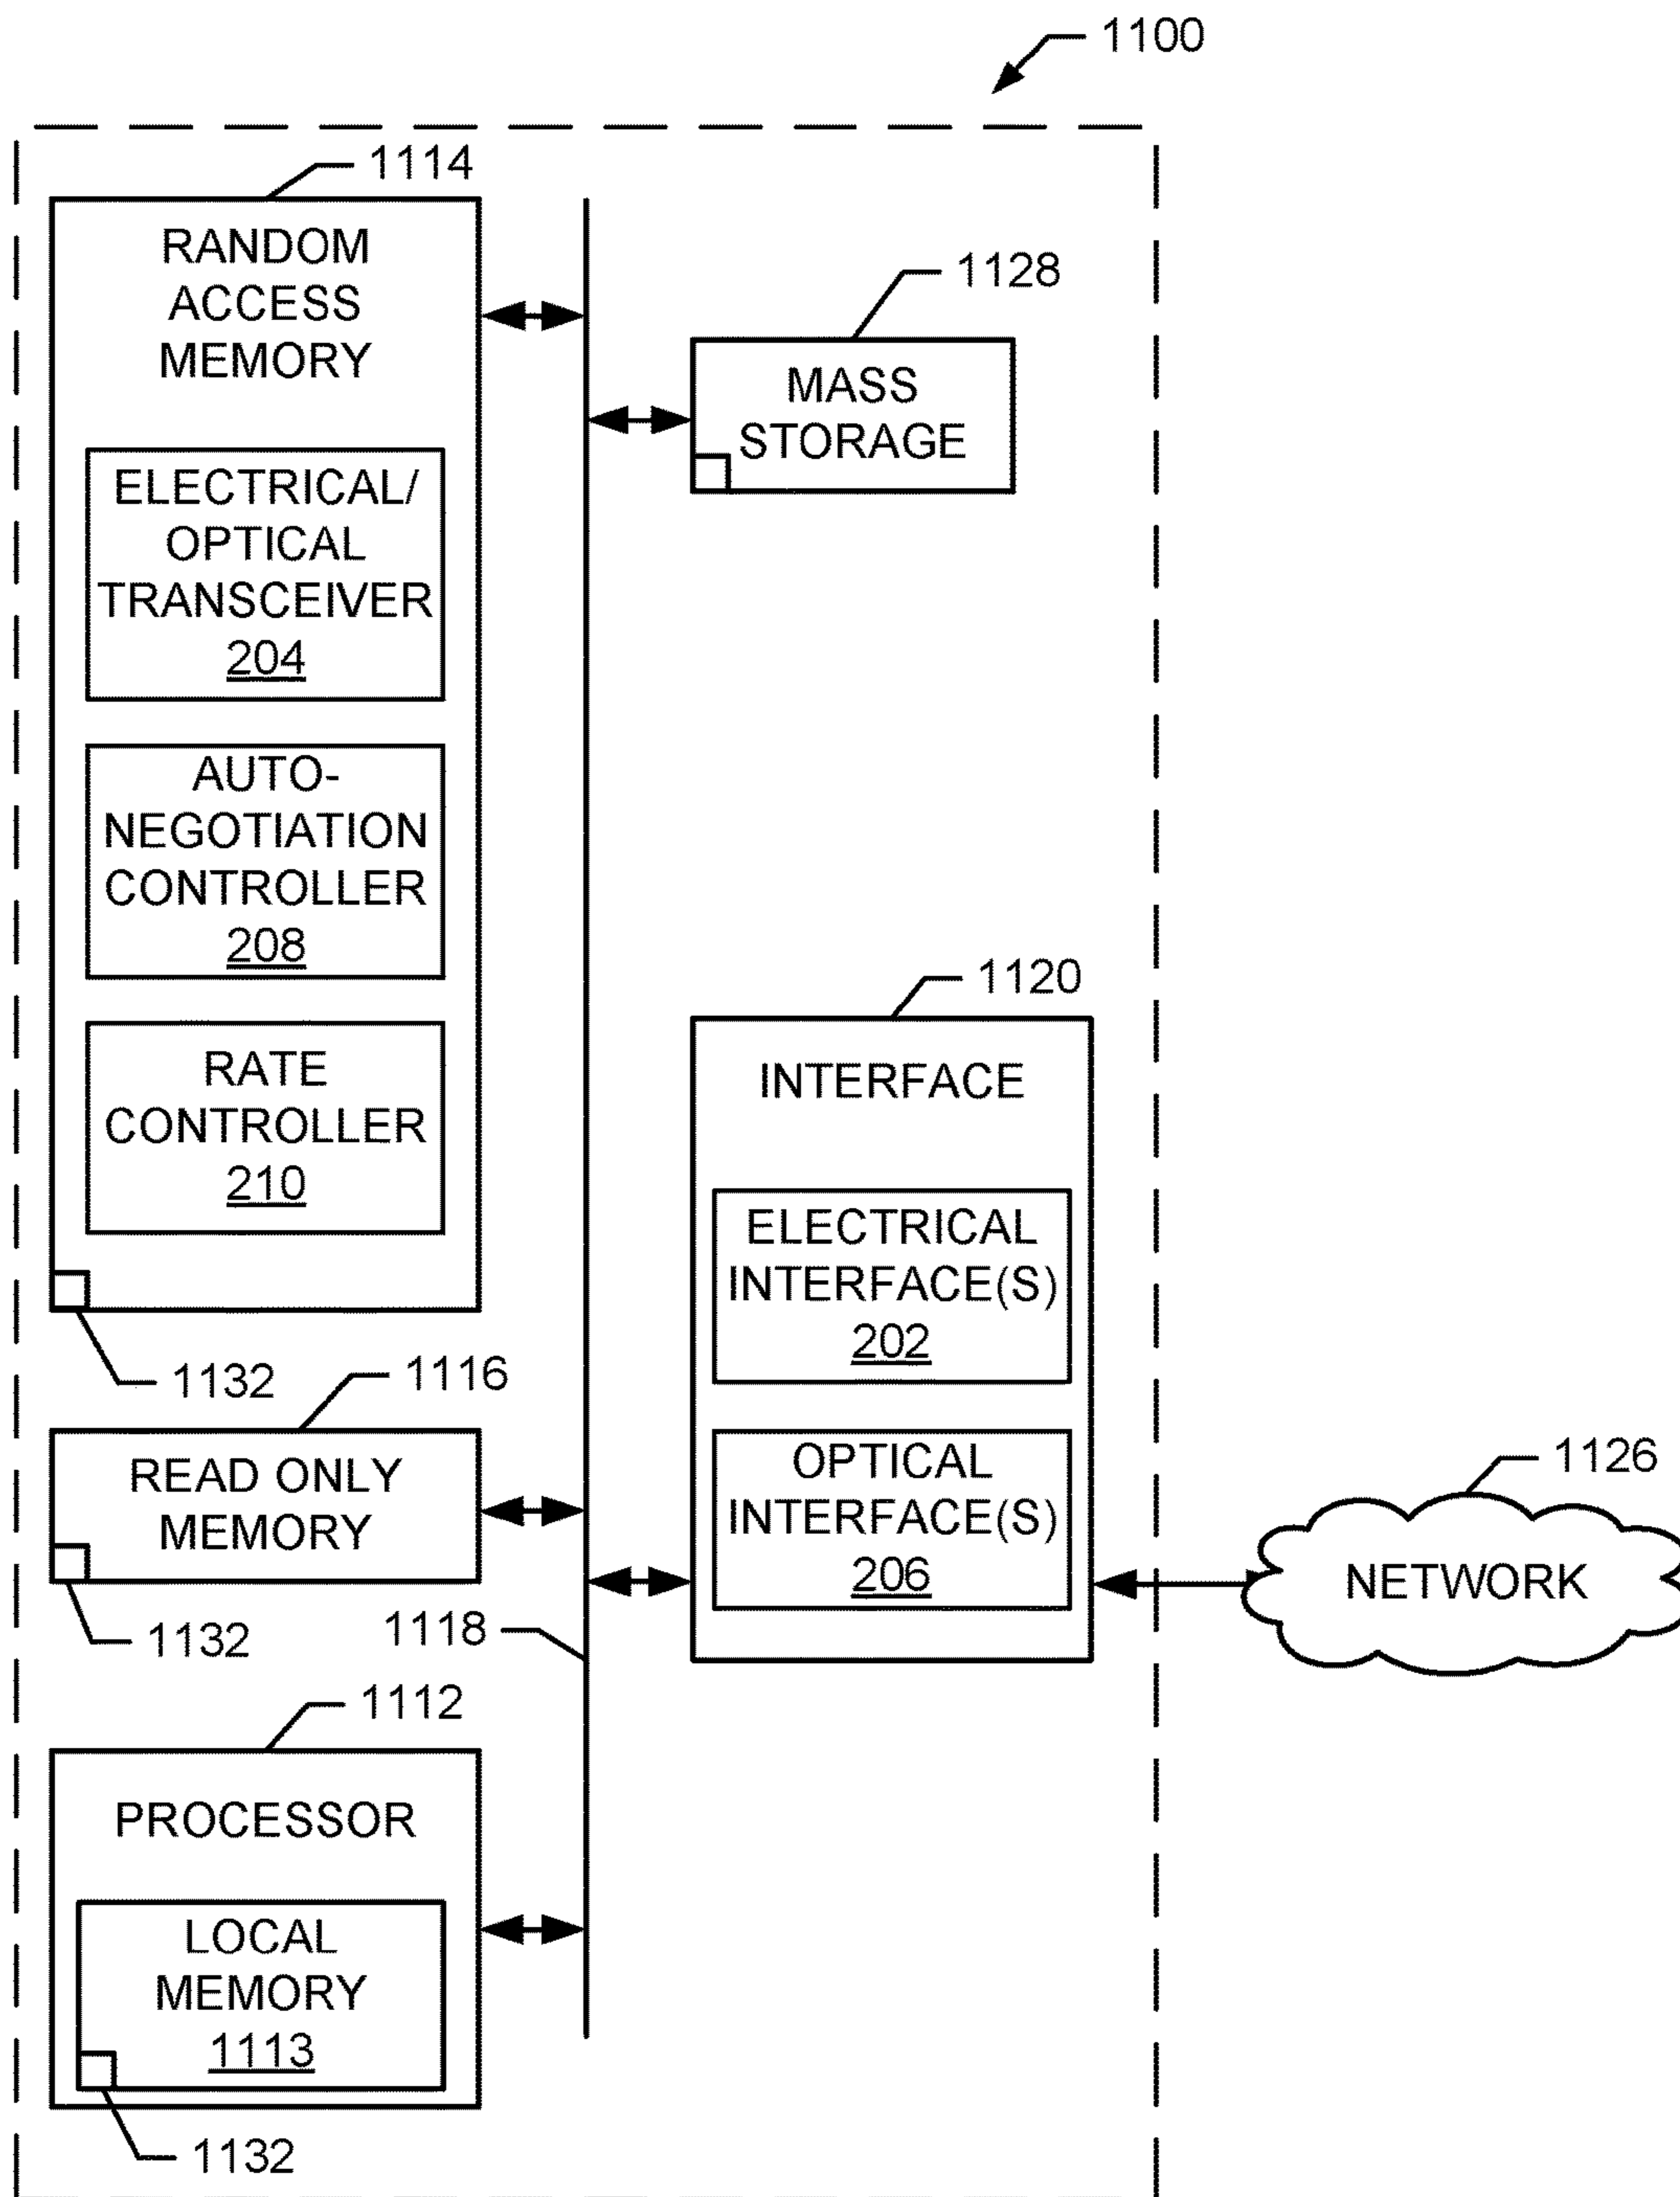 1100
1114
RANDOM
ACCESS
MEMORY
ELECTRICAL/
OPTICAL
TRANSCEIVER
204
AUTO-
NEGOTIATION
CONTROLLER
208
RATE
CONTROLLER
210
1132
1128
MASS
STORAGE
1120
INTERFACE
ELECTRICAL
INTERFACE(S)
202
OPTICAL
INTERFACE(S)
206
1116
READ ONLY
MEMORY
1132
1118
1126
NETWORK
1112
PROCESSOR
LOCAL
MEMORY
1113
1132